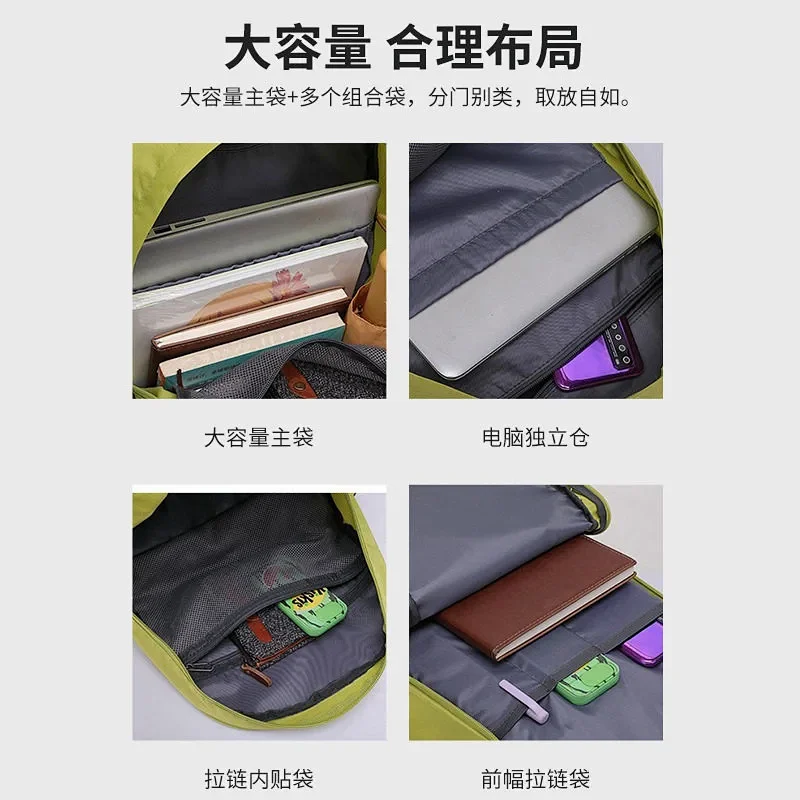 大容量 合理布局
大容量主袋+多个组合袋，分门别类，取放自如。
大容量主袋
电脑独立仓
拉链内贴袋
前幅拉链袋